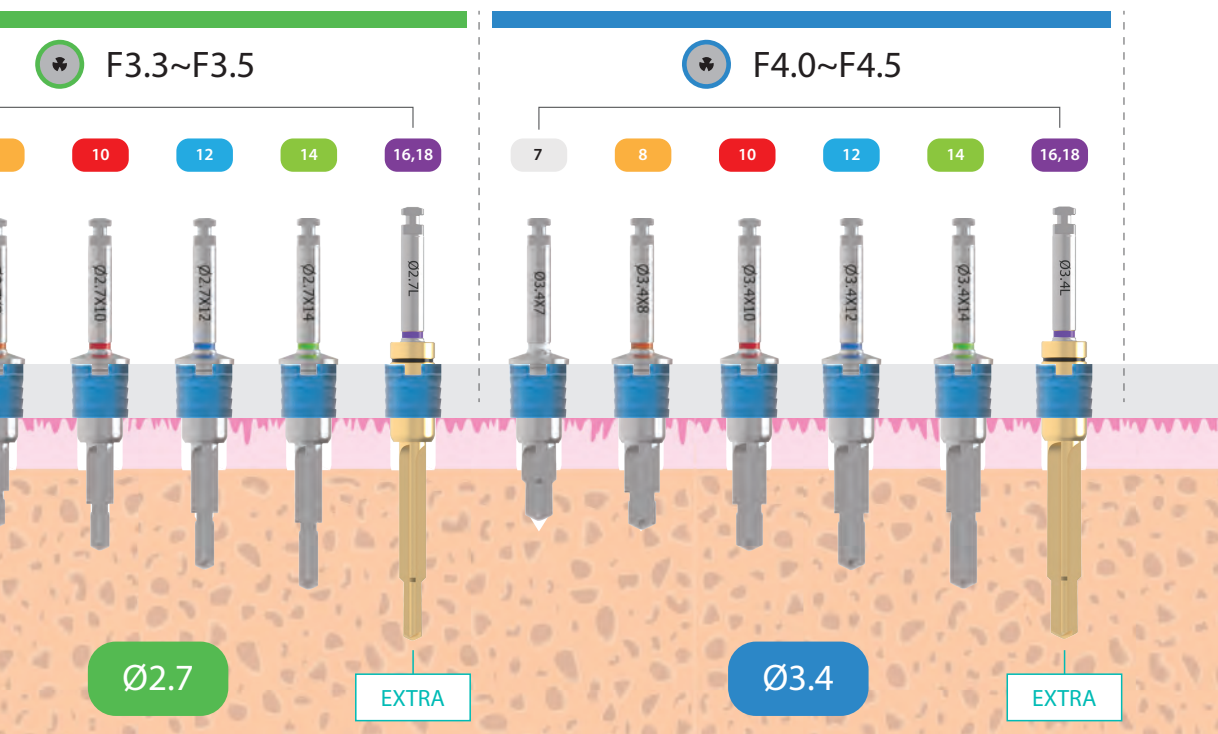 F3.3~F3.5
F4.0~F4.5
10
12
14
16,18
7
8
10
12
14
16,18
Ø2.7X10
Ø2.7X12
Ø2.7X14
Ø2.7L
Ø3.4X7
Ø3.4X8
Ø3.4X10
Ø3.4X12
Ø3.4X14
Ø3.4L
Ø2.7
EXTRA
Ø3.4
EXTRA